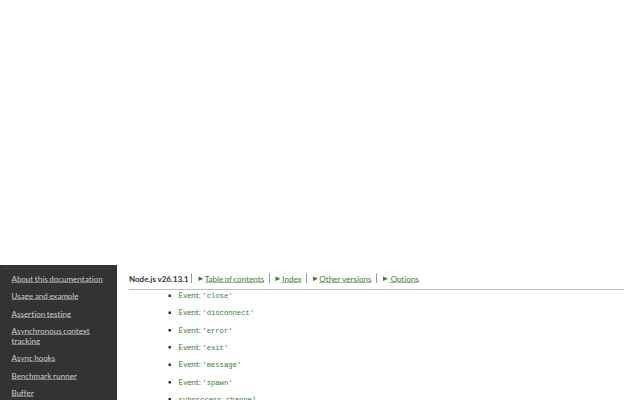 About this documentation
Usage and example
Assertion testing
Asynchronous context
tracking
Async hooks
Benchmark runner
Buffer
Node.js v26.13.1
Table of contents
Index
Other versions
Options
Event: 'close'
Event: 'disconnect'
Event: 'error'
Event: 'exit'
Event: 'message'
Event: 'spawn'
subprocess.channel